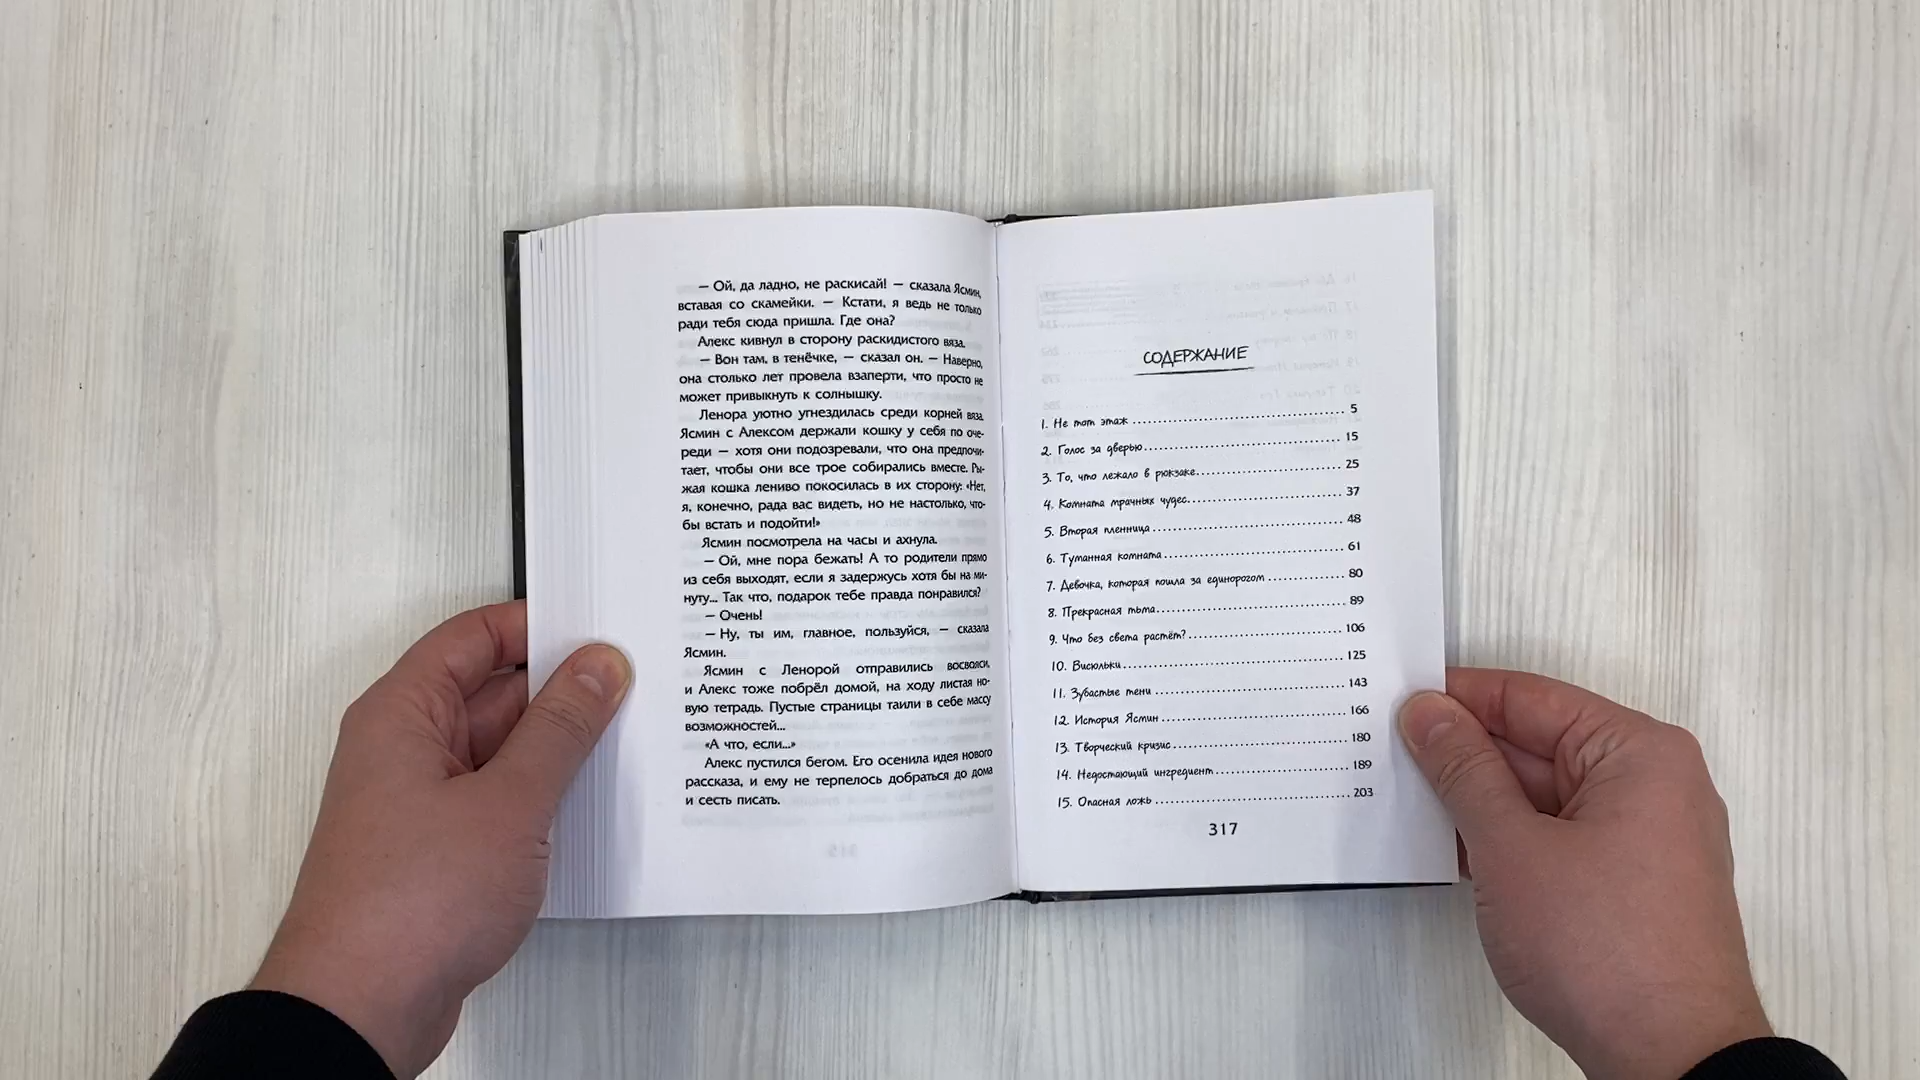 — Ой, да ладно, не раскисай! — сказала Ясмин,
вставая со скамейки. — Кстати, я ведь не только
ради тебя сюда пришла. Где она?
Алекс кивнул в сторону раскидистого вяза.
— Вон там, в тенёчке, — сказал он. — Наверно,
она столько лет провела взаперти, что просто не
может привыкнуть к солнышку.
Ленора уютно угнездилась среди корней вяза.
Ясмин с Алексом держали кошку у себя по оче-
реди — хотя они подозревали, что она предпочи-
тает, чтобы они все трое собирались вместе. Ры-
жая кошка лениво покосилась в их сторону: «Нет,
я, конечно, рада вас видеть, но не настолько, что-
бы встать и подойти!»
Ясмин посмотрела на часы и ахнула.
— Ой, мне пора бежать! А то родители прямо
из себя выходят, если я задержусь хотя бы на ми-
нуту... Так что, подарок тебе правда понравился?
— Очень!
— Ну, ты им, главное, пользуйся, — сказала
Ясмин.
Ясмин с Ленорой отправились восвояси,
и Алекс тоже побрёл домой, на ходу листая но-
вую тетрадь. Пустые страницы таили в себе массу
возможностей...
«А что, если...»
Алекс пустился бегом. Его осенила идея нового
рассказа, и ему не терпелось добраться до дома
и сесть писать.
СОДЕРЖАНИЕ
1. Не тот этаж ........ 5
2. Голос за дверью ........ 15
3. То, что лежало в рюкзаке ........ 25
4. Комната мрачных чудес ........ 37
5. Вторая пленница ........ 48
6. Туманная комната ........ 61
7. Девочка, которая пошла за единорогом ........ 80
8. Прекрасная тьма ........ 89
9. Что без света растёт? ........ 106
10. Висюльки ........ 125
11. Зубастые тени ........ 143
12. История Ясмин ........ 166
13. Творческий кризис ........ 180
14. Недостающий ингредиент ........ 189
15. Опасная ложь ........ 203
317